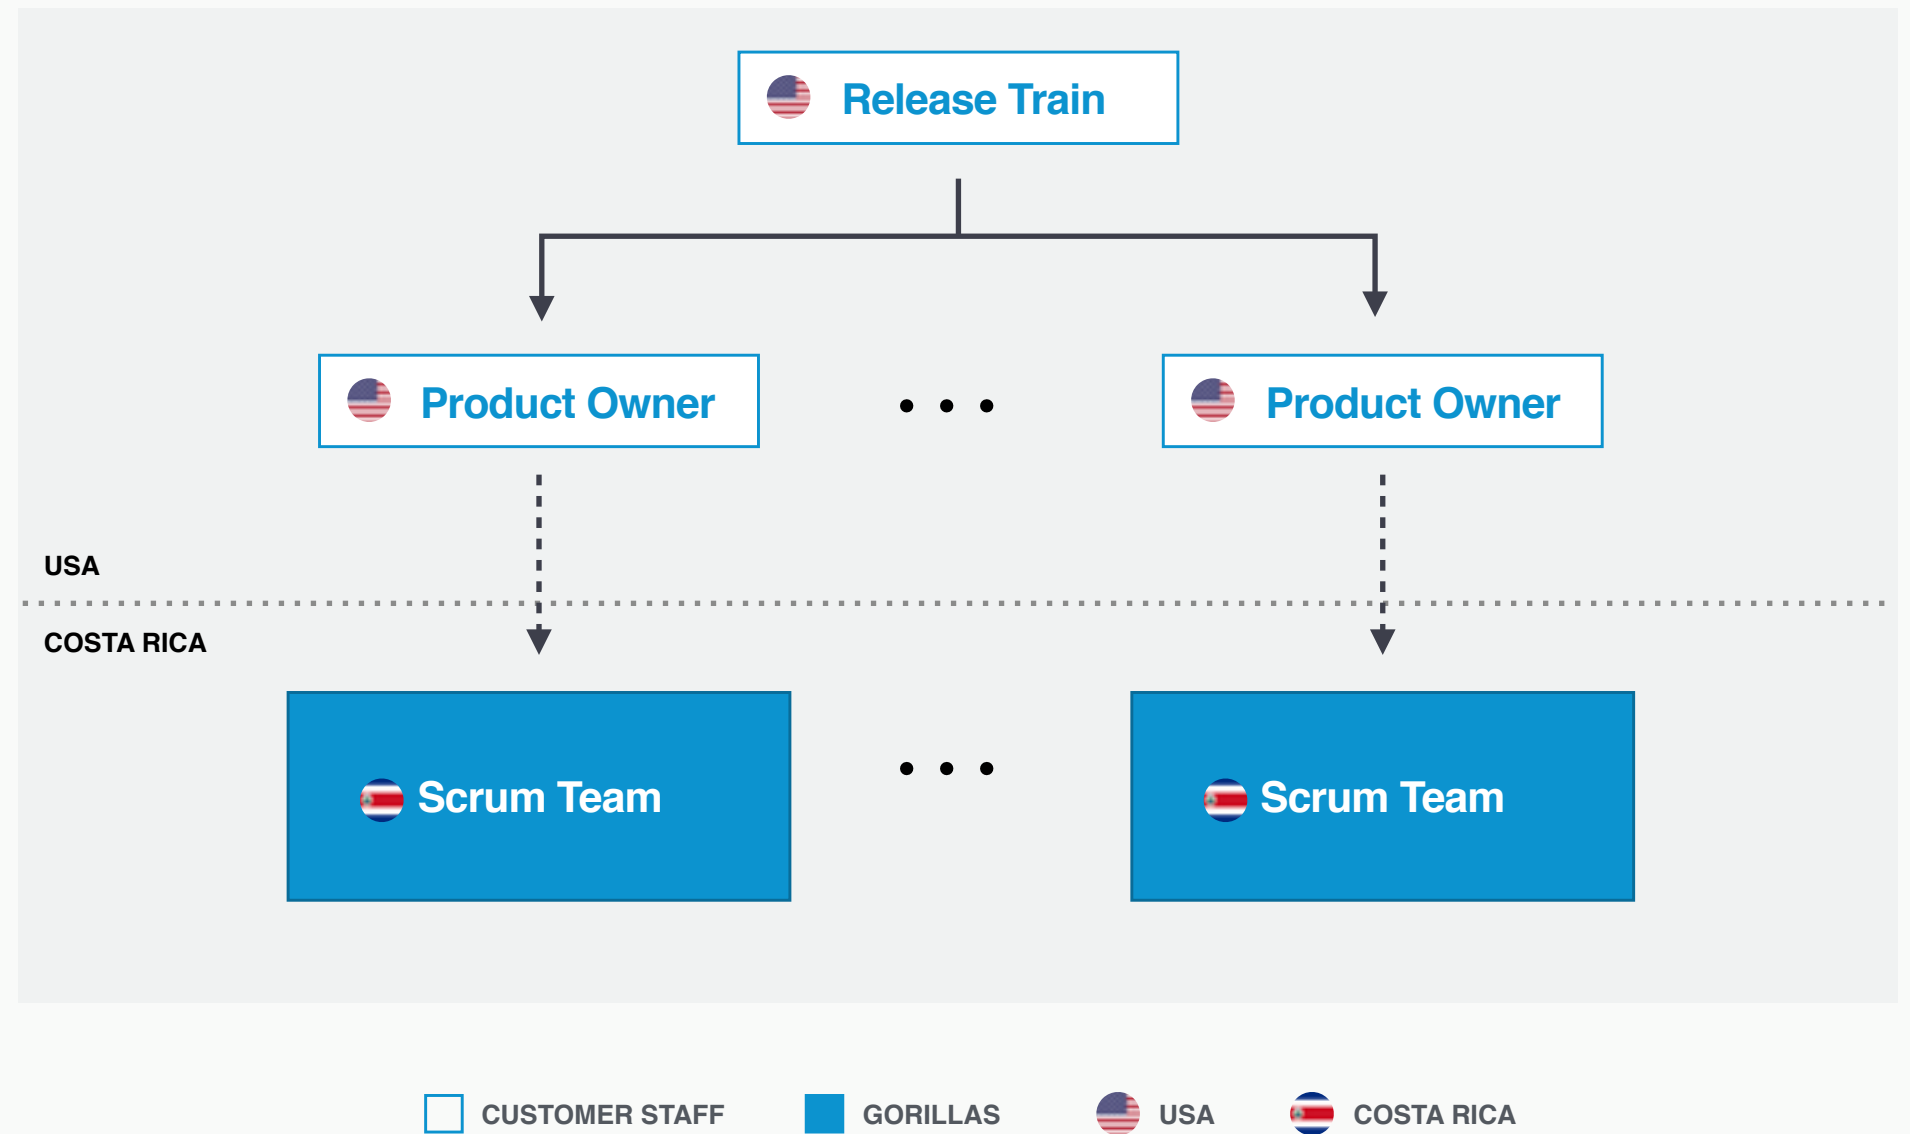 Release Train
Product Owner
Product Owner
USA
COSTA RICA
Scrum Team
Scrum Team
CUSTOMER STAFF
GORILLAS
USA
COSTA RICA